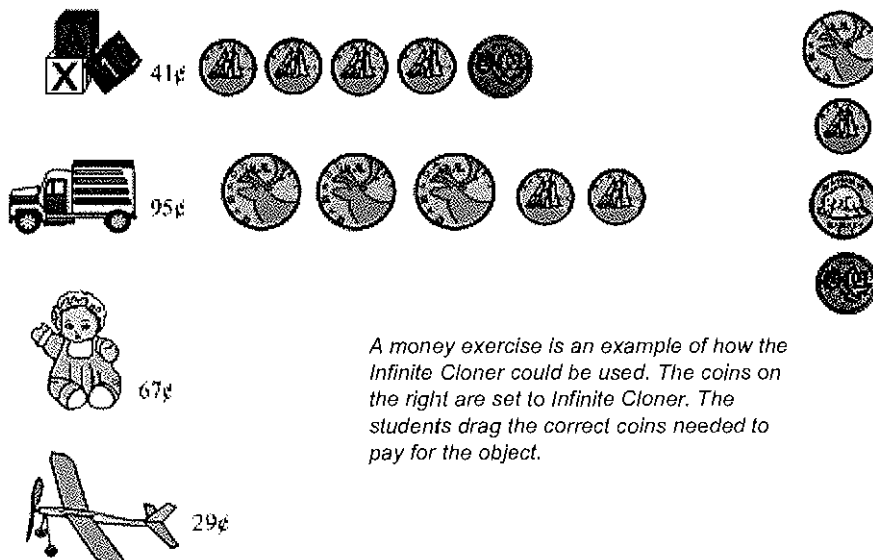 X
41¢
95¢
67¢
A money exercise is an example of how the
Infinite Cloner could be used. The coins on
the right are set to Infinite Cloner. The
students drag the correct coins needed to
pay for the object.
29¢